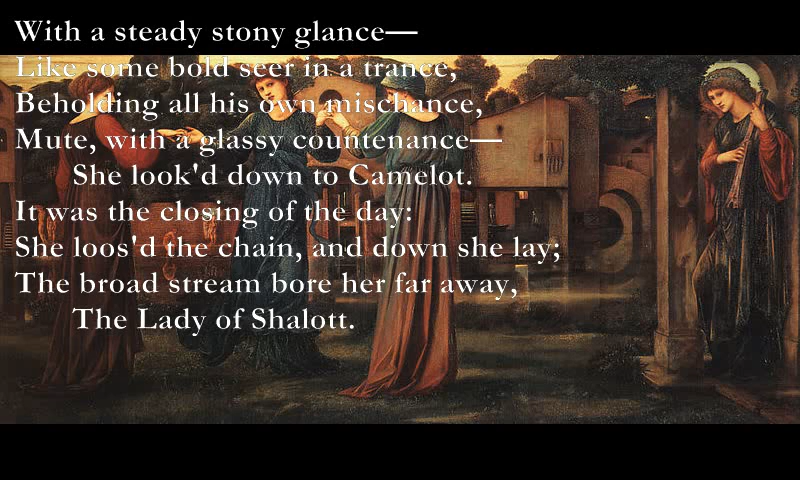 With a steady stony glance—
Like some bold seer in a trance,
Beholding all his own mischance,
Mute, with a glassy countenance—
She look'd down to Camelot.
It was the closing of the day:
She loos'd the chain, and down she lay;
The broad stream bore her far away,
The Lady of Shalott.